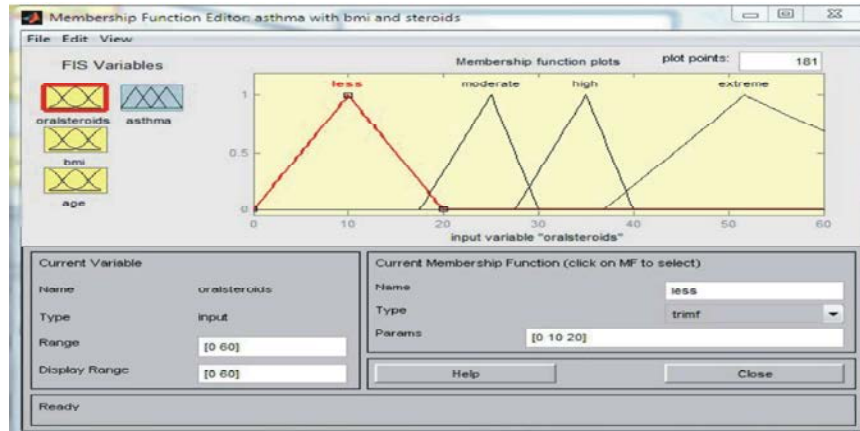 Membership Function Editor: asthma with bmi and steroids
File Edit View
FIS Variables
Membership function plots
plot points: 181
oralsteroids asthma
bmi
age
less moderate high extreme
1
0.5
0
0 10 20 30 40 50 60
input variable "oralsteroids"
Current Variable
Name oralsteroids
Type input
Range [0 60]
Display Range [0 60]
Current Membership Function (click on MF to select)
Name less
Type trimf
Params [0 10 20]
Help Close
Ready